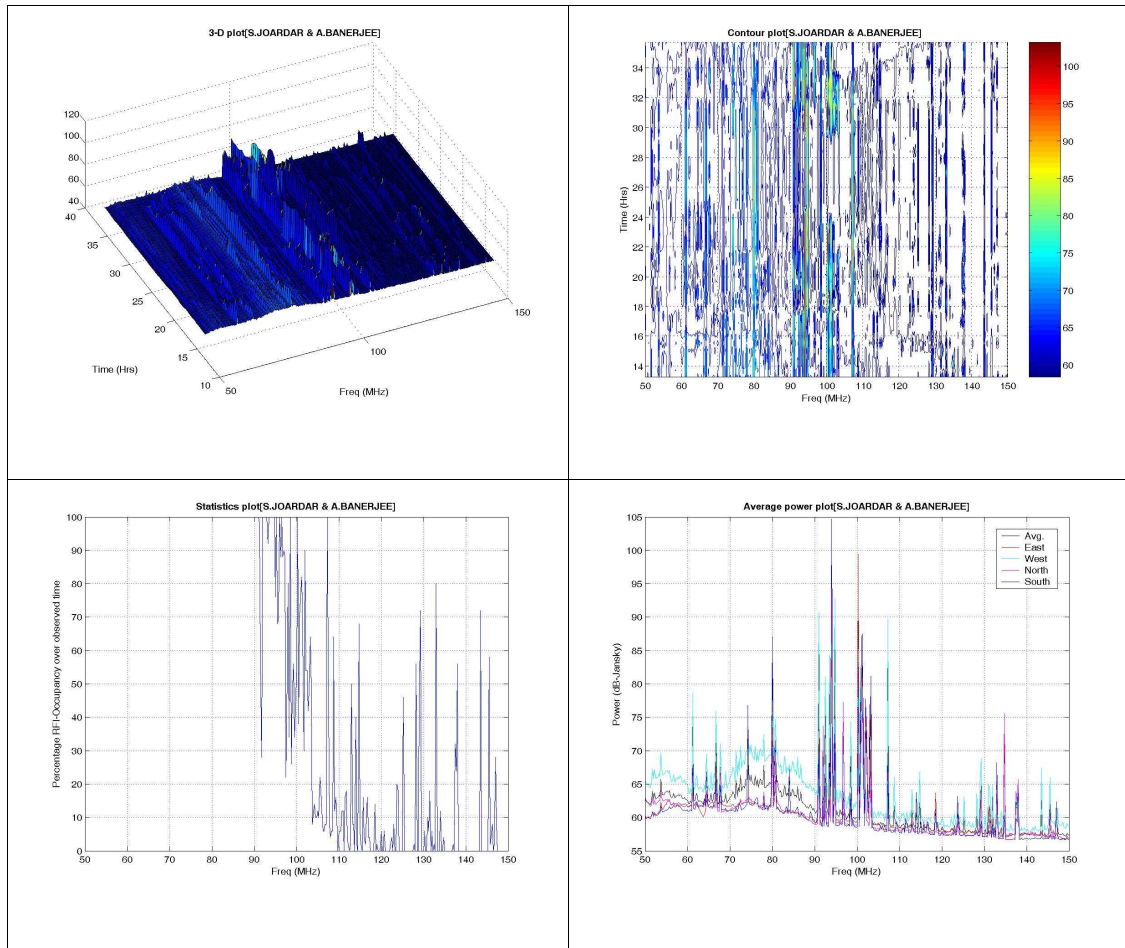 3-D plot[S.JOARDAR & A.BANERJEE]
120
100
80
60
40
40
35
30
25
20
15
10
50
100
150
Time (Hrs)
Freq (MHz)
Contour plot[S.JOARDAR & A.BANERJEE]
34
32
30
28
26
24
22
20
18
16
14
Time (Hrs)
50 60 70 80 90 100 110 120 130 140 150
Freq (MHz)
100
95
90
85
80
75
70
65
60
Statistics plot[S.JOARDAR & A.BANERJEE]
100
90
80
70
60
50
40
30
20
10
0
Percentage RFI-Occupancy over observed time
50 60 70 80 90 100 110 120 130 140 150
Freq (MHz)
Average power plot[S.JOARDAR & A.BANERJEE]
105
100
95
90
85
80
75
70
65
60
55
Power (dB-Jansky)
50 60 70 80 90 100 110 120 130 140 150
Freq (MHz)
Avg.
East
West
North
South